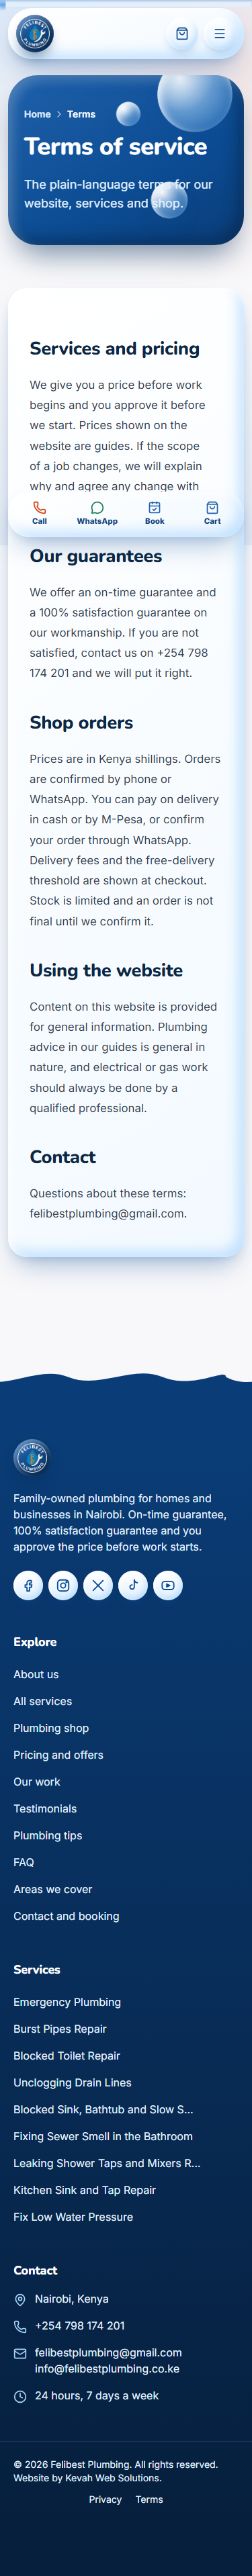 FELIBEST
PLUMBING
Home > Terms
Terms of service
The plain-language terms for our
website, services and shop.
Services and pricing
We give you a price before work
begins and you approve it before
we start. Prices shown on the
website are guides. If the scope
of a job changes, we will explain
why and agree any change with
Call
WhatsApp
Book
Cart
Our guarantees
We offer an on-time guarantee and
a 100% satisfaction guarantee on
our workmanship. If you are not
satisfied, contact us on +254 798
174 201 and we will put it right.
Shop orders
Prices are in Kenya shillings. Orders
are confirmed by phone or
WhatsApp. You can pay on delivery
in cash or by M-Pesa, or confirm
your order through WhatsApp.
Delivery fees and the free-delivery
threshold are shown at checkout.
Stock is limited and an order is not
final until we confirm it.
Using the website
Content on this website is provided
for general information. Plumbing
advice in our guides is general in
nature, and electrical or gas work
should always be done by a
qualified professional.
Contact
Questions about these terms:
felibestplumbing@gmail.com.
FELIBEST
PLUMBING
Family-owned plumbing for homes and
businesses in Nairobi. On-time guarantee,
100% satisfaction guarantee and you
approve the price before work starts.
Explore
About us
All services
Plumbing shop
Pricing and offers
Our work
Testimonials
Plumbing tips
FAQ
Areas we cover
Contact and booking
Services
Emergency Plumbing
Burst Pipes Repair
Blocked Toilet Repair
Unclogging Drain Lines
Blocked Sink, Bathtub and Slow S...
Fixing Sewer Smell in the Bathroom
Leaking Shower Taps and Mixers R...
Kitchen Sink and Tap Repair
Fix Low Water Pressure
Contact
Nairobi, Kenya
+254 798 174 201
felibestplumbing@gmail.com
info@felibestplumbing.co.ke
24 hours, 7 days a week
© 2026 Felibest Plumbing. All rights reserved.
Website by Kevah Web Solutions.
Privacy
Terms